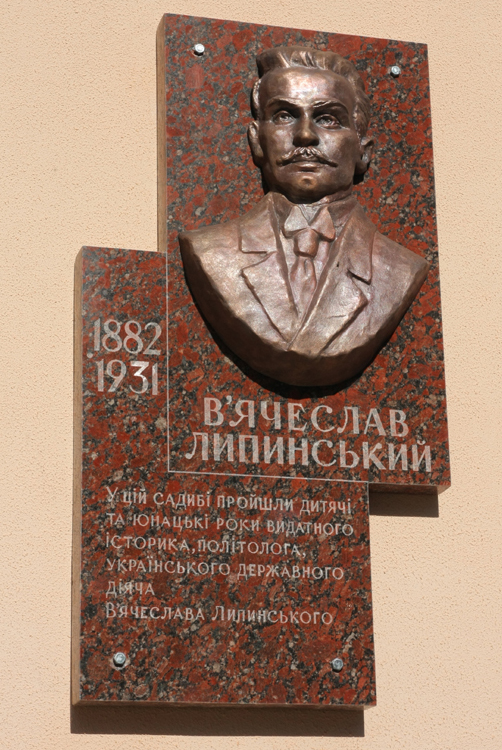 1882
1931
В'ЯЧЕСЛАВ
ЛИПИНСЬКИЙ
У ЦІЙ САДИБІ ПРОЙШЛИ ДИТЯЧІ
ТА ЮНАЦЬКІ РОКИ ВИДАТНОГО
ІСТОРИКА, ПОЛІТОЛОГА,
УКРАЇНСЬКОГО ДЕРЖАВНОГО
ДІЯЧА
В'ЯЧЕСЛАВА ЛИПИНСЬКОГО